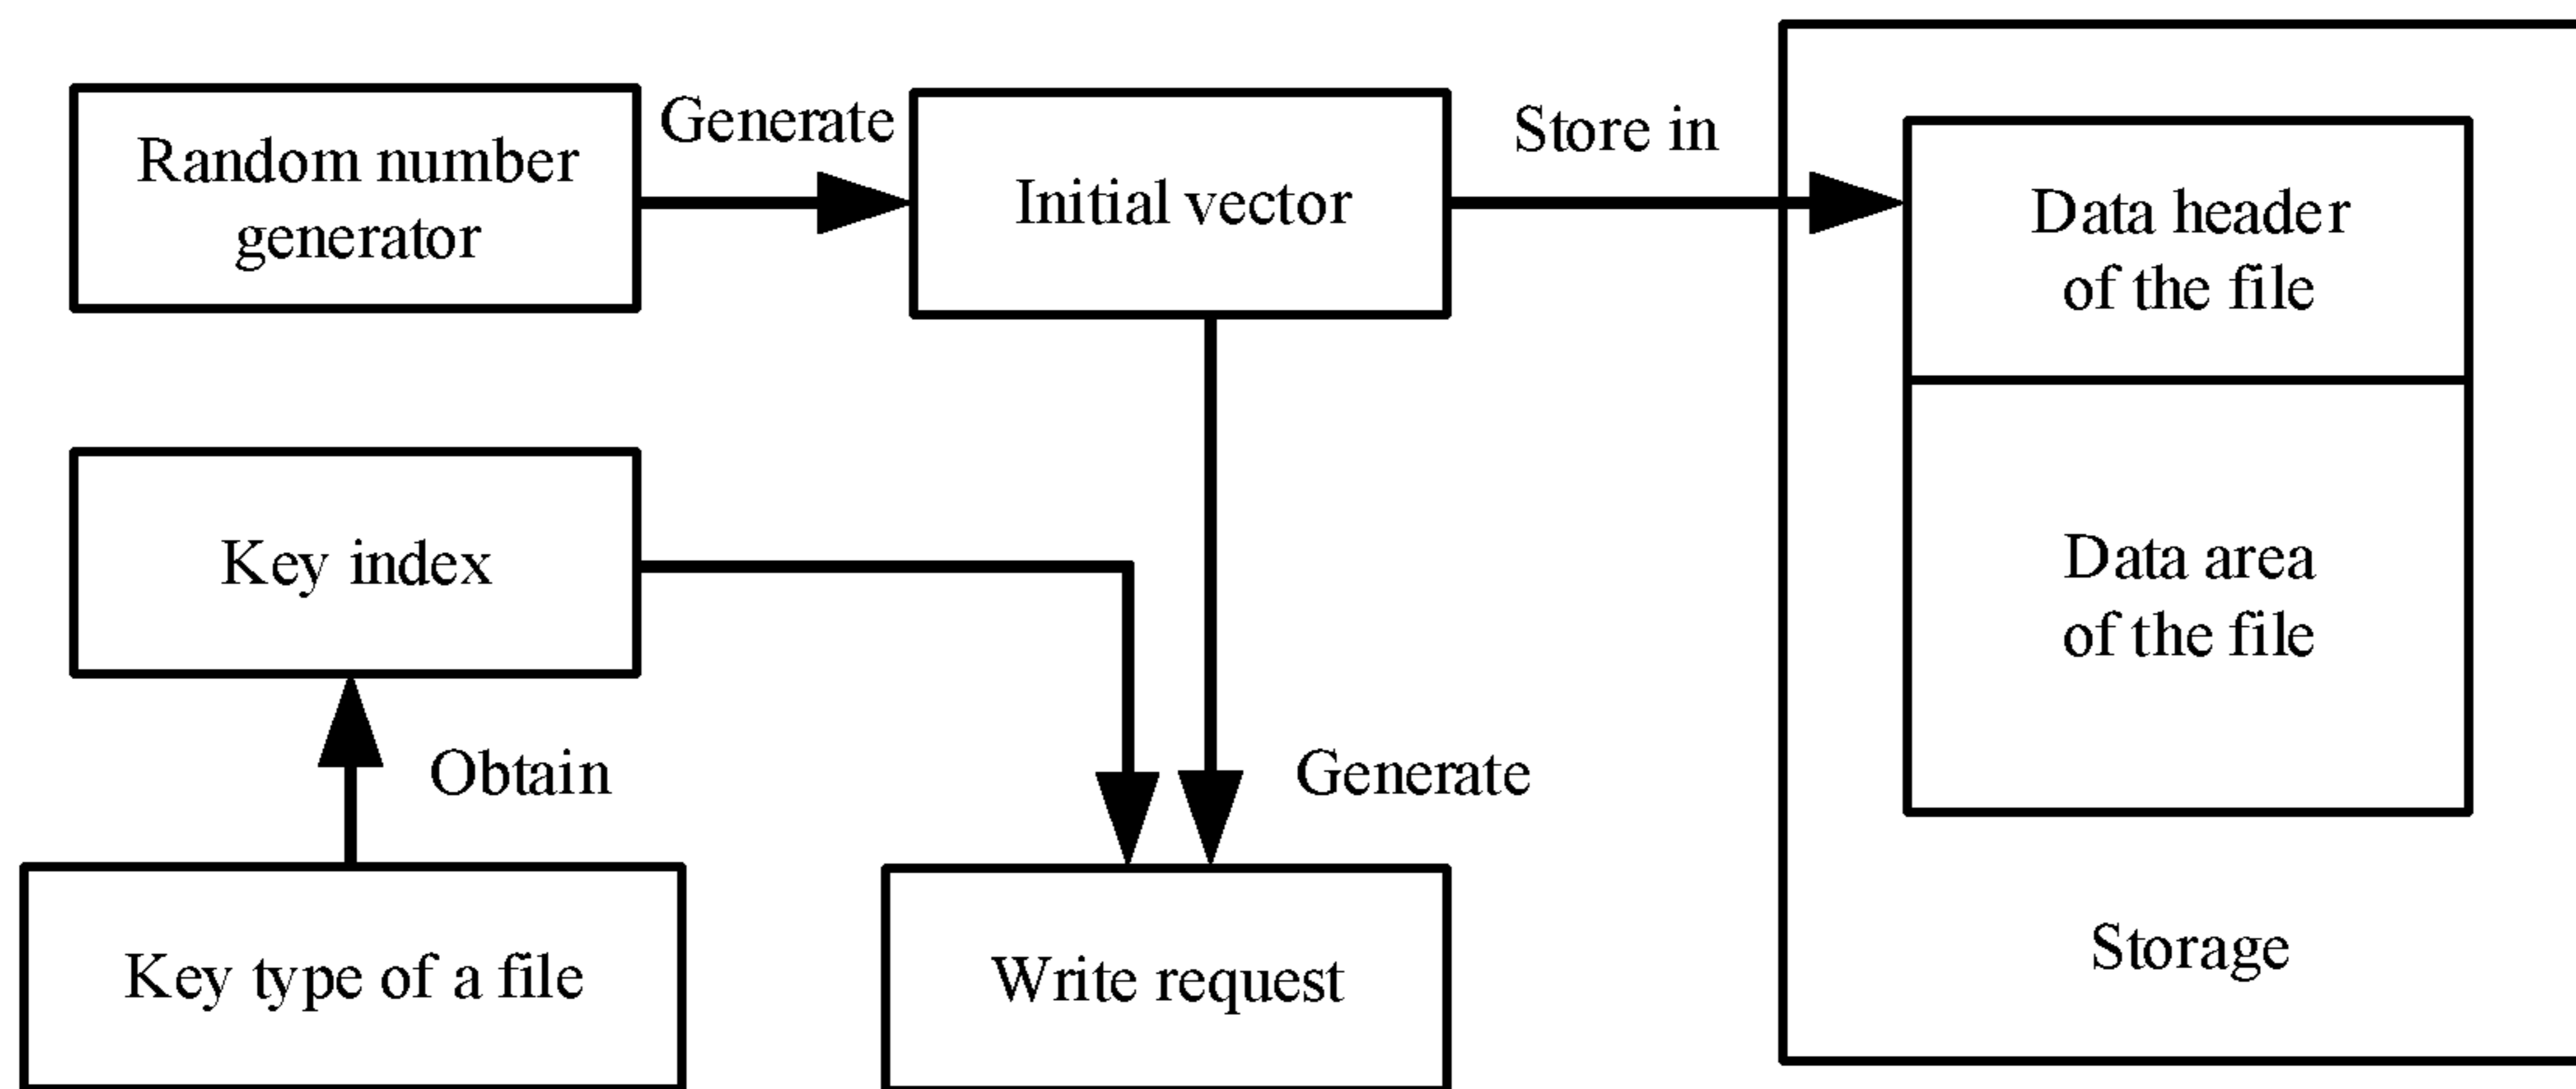 Random number
generator
Generate
Initial vector
Store in
Data header
of the file
Key index
Data area
of the file
Obtain
Generate
Key type of a file
Write request
Storage